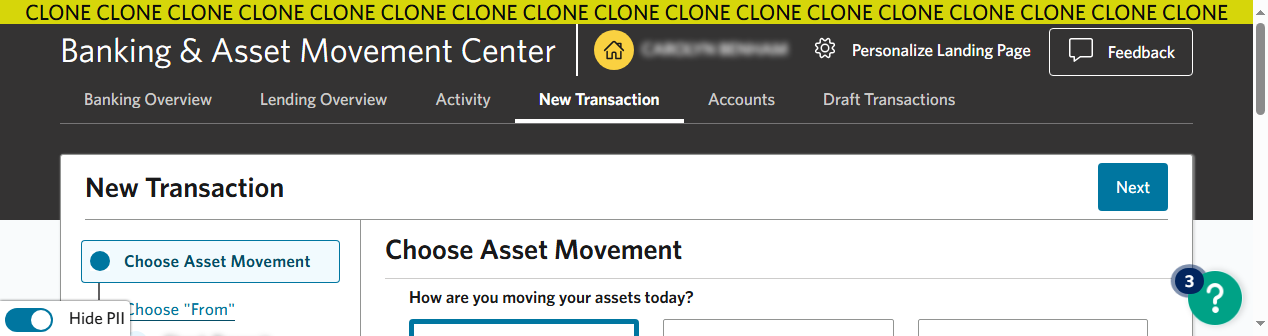 CLONE CLONE CLONE CLONE CLONE CLONE CLONE CLONE CLONE CLONE CLONE CLONE CLONE CLONE CLONE CLONE CLONE
Banking & Asset Movement Center
Personalize Landing Page
Feedback
Banking Overview
Lending Overview
Activity
New Transaction
Accounts
Draft Transactions
New Transaction
Next
Choose Asset Movement
Choose "From"
Hide PII
Choose Asset Movement
How are you moving your assets today?
3
?